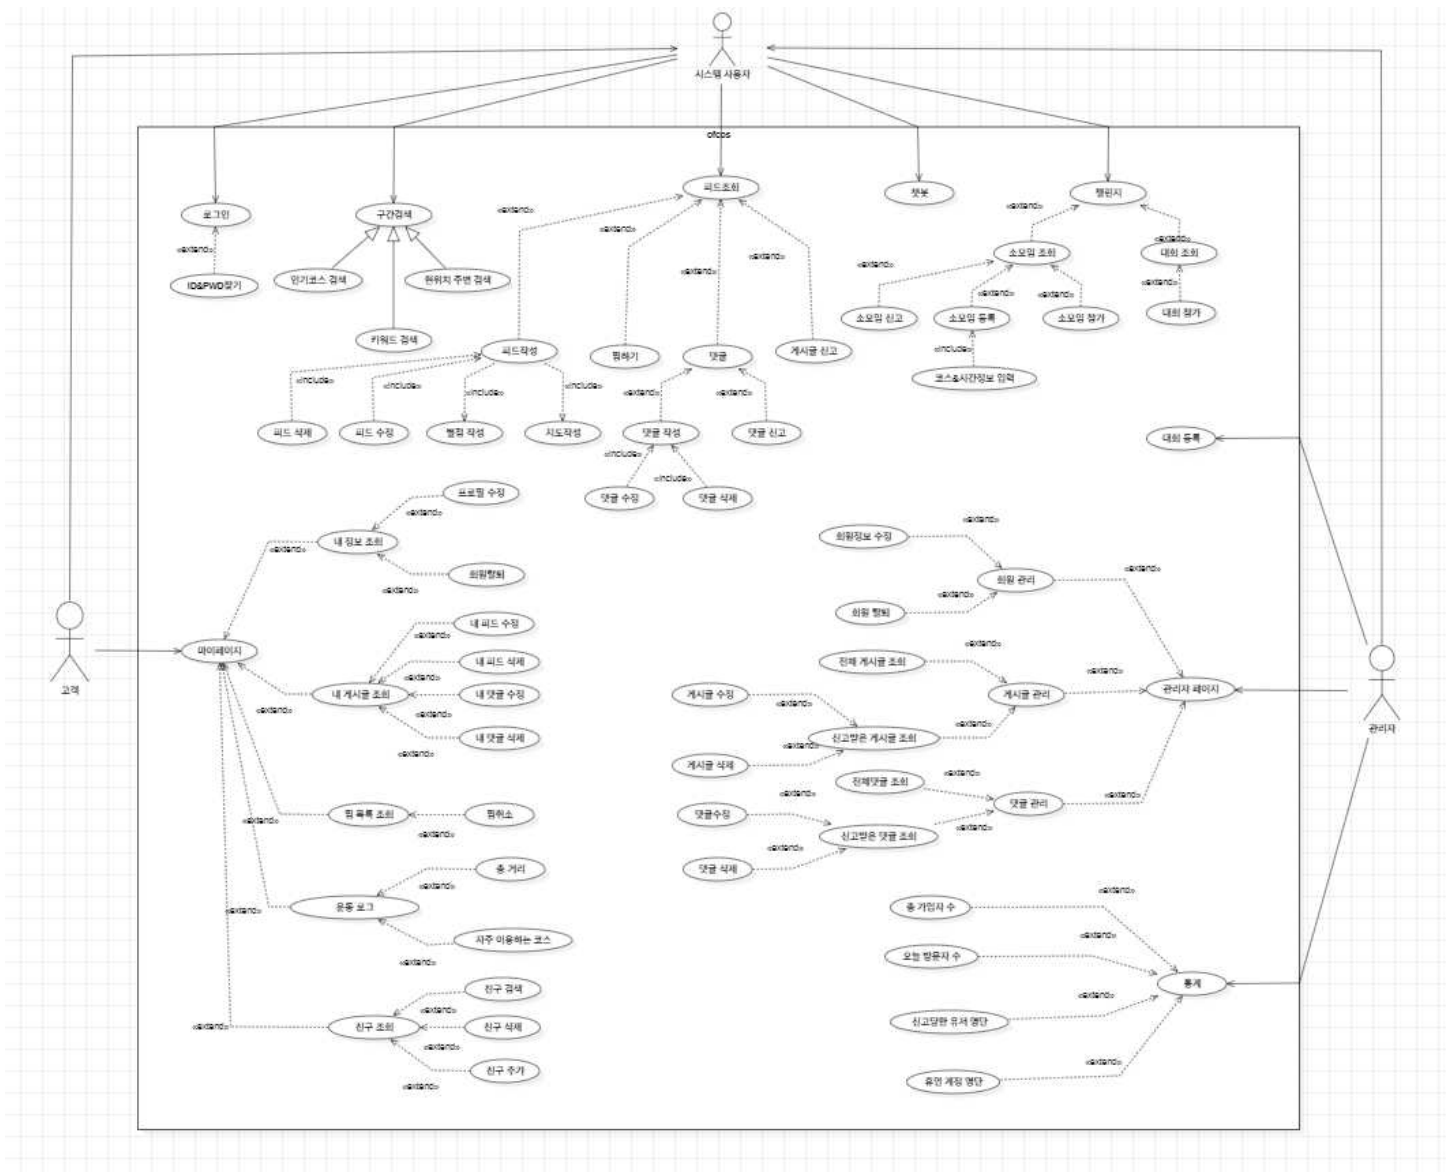 시스템 사용자
ofcos
피드조회
챗봇
챌린지
로그인
구간검색
«extend»
«extend»
«extend»
«extend»
«extend»
«extend»
소모임 조회
대회 조회
«extend»
«extend»
«extend»
인기코스 검색
현위치 주변 검색
ID&PWD찾기
«extend»
«extend»
«extend»
소모임 신고
소모임 등록
소모임 참가
대회 참가
키워드 검색
피드작성
찜하기
댓글
게시글 신고
«include»
코스&시간정보 입력
«include»
«include»
«include»
«include»
«extend»
«extend»
피드 삭제
피드 수정
별점 작성
지도작성
댓글 작성
댓글 신고
대회 등록
«include»
«include»
댓글 수정
댓글 삭제
프로필 수정
«extend»
내 정보 조회
«extend»
회원탈퇴
«extend»
«extend»
회원정보 수정
회원 관리
«extend»
«extend»
회원 탈퇴
고객
마이페이지
내 피드 수정
«extend»
내 피드 삭제
«extend»
내 게시글 조회
내 댓글 수정
«extend»
«extend»
내 댓글 삭제
«extend»
«extend»
전체 게시글 조회
«extend»
게시글 수정
게시글 관리
관리자 페이지
관리자
«extend»
«extend»
신고받은 게시글 조회
«extend»
게시글 삭제
전체댓글 조회
«extend»
«extend»
«extend»
댓글 관리
댓글수정
«extend»
신고받은 댓글 조회
«extend»
댓글 삭제
찜 목록 조회
찜취소
«extend»
«extend»
총 거리
«extend»
운동 로그
«extend»
자주 이용하는 코스
«extend»
친구 검색
«extend»
친구 조회
친구 삭제
«extend»
«extend»
친구 추가
«extend»
«extend»
총 가입자 수
«extend»
오늘 방문자 수
통계
«extend»
신고당한 유저 명단
«extend»
휴면 계정 명단